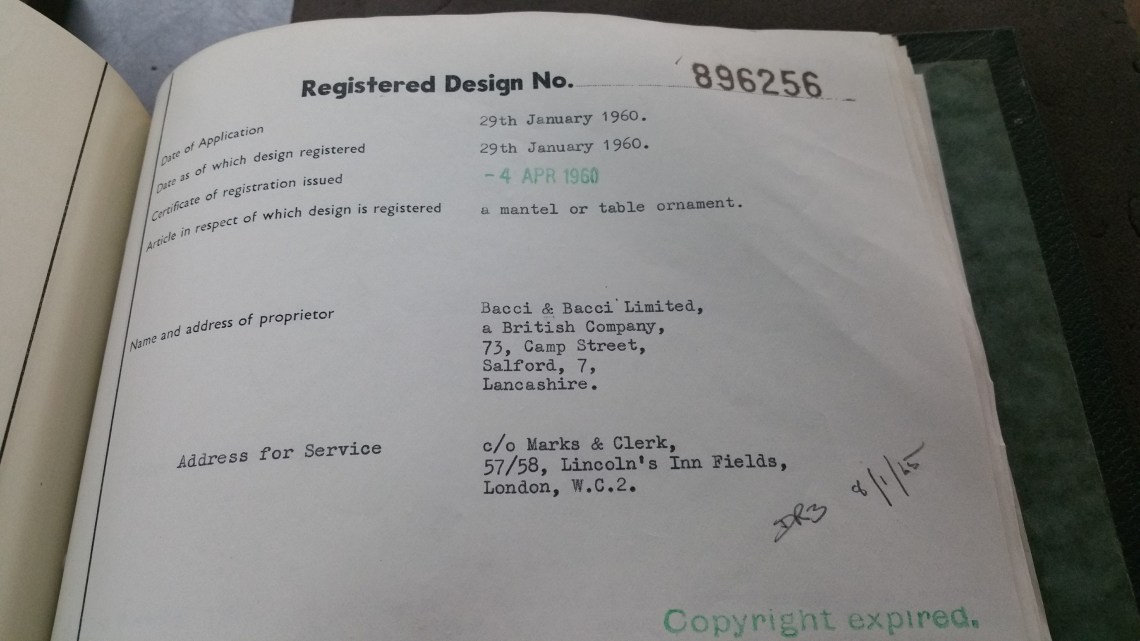 Registered Design No. 896256
Date of Application 29th January 1960.
Date as of which design registered 29th January 1960.
Certificate of registration issued - 4 APR 1960
Article in respect of which design is registered a mantel or table ornament.
Name and address of proprietor Bacci & Bacci Limited,
a British Company,
73, Camp Street,
Salford, 7,
Lancashire.
Address for Service c/o Marks & Clerk,
57/58, Lincoln's Inn Fields,
London, W.C.2.
8/1/65
Copyright expired.